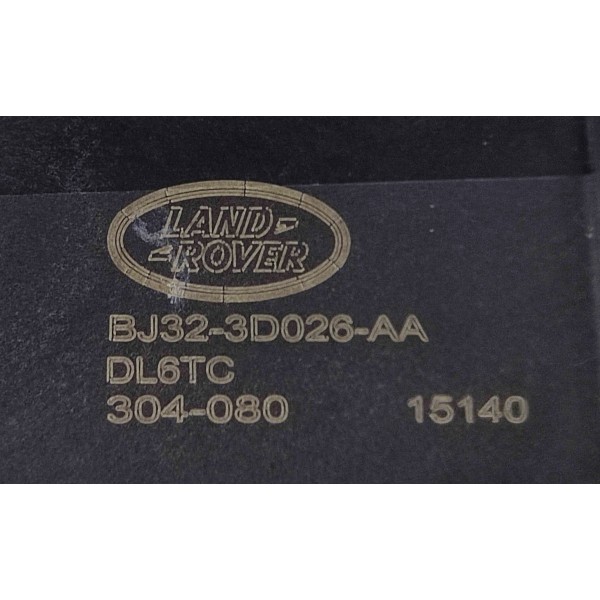 LAND-
-ROVER
BJ32-3D026-AA
DL6TC
304-080 15140